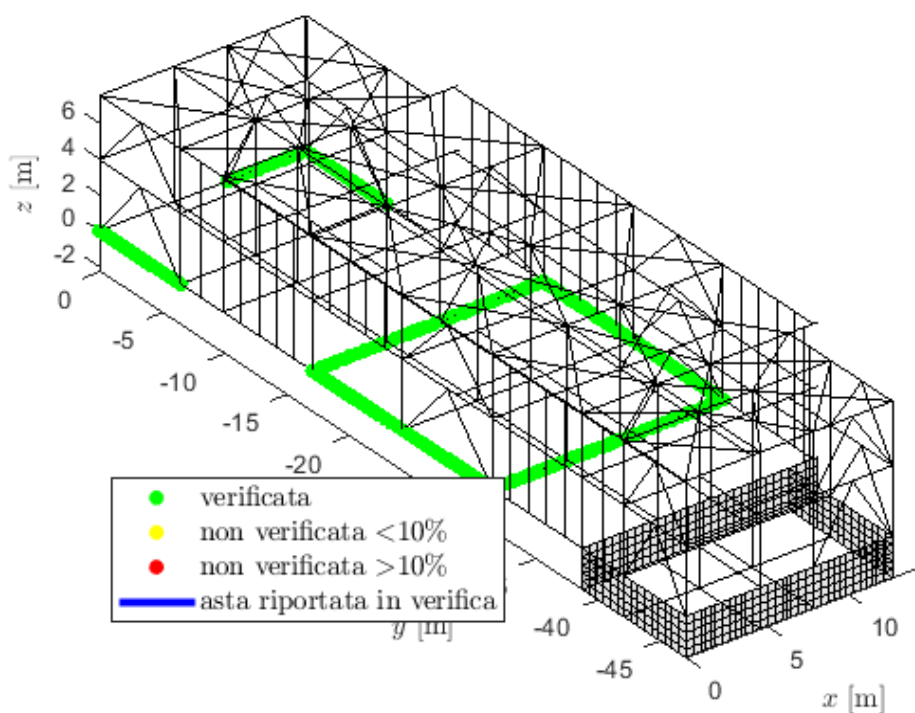 6
4
2
0
-2
z [m]
0
-5
-10
-15
-20
-40
-45
y [m]
0
5
10
x [m]
verificata
non verificata <10%
non verificata >10%
asta riportata in verifica